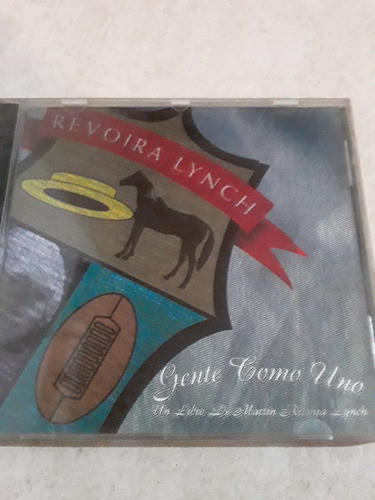 REVOIRA LYNCH
Gente Como Uno
Un Libro De Martín Revoira Lynch